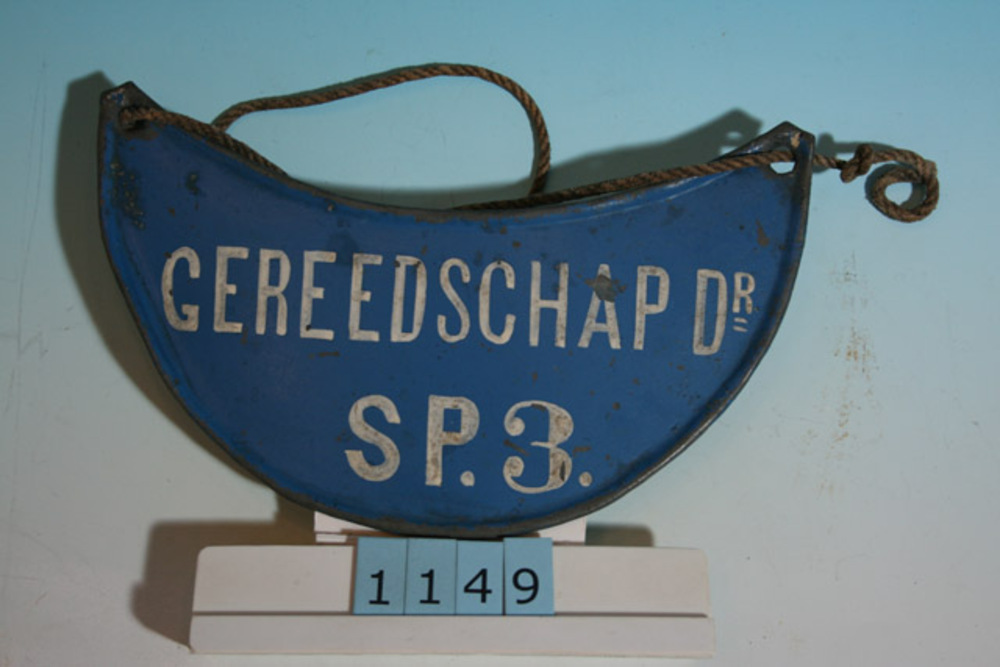 GEREEDSCHAP DR
SP. 3.
1149